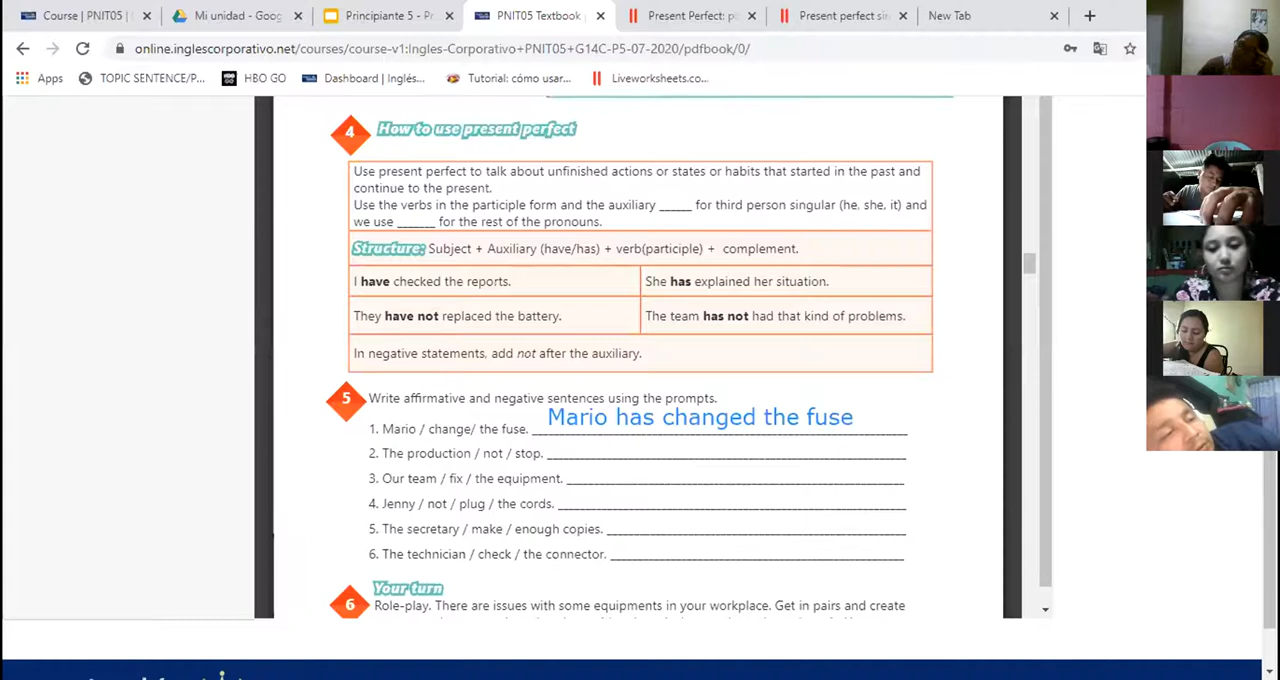 Course | PNIT05 |
Mi unidad - Goog
Principiante 5 - Pr
PNIT05 Textbook
Present Perfect: p
Present perfect sin
New Tab
online.inglescorporativo.net/courses/course-v1:Ingles-Corporativo+PNIT05+G14C-P5-07-2020/pdfbook/0/
Apps
TOPIC SENTENCE/P...
HBO GO
Dashboard | Inglés...
Tutorial: cómo usar...
Liveworksheets.co...
4 How to use present perfect
Use present perfect to talk about unfinished actions or states or habits that started in the past and
continue to the present.
Use the verbs in the participle form and the auxiliary ______ for third person singular (he, she, it) and
we use _______ for the rest of the pronouns.
Structure: Subject + Auxiliary (have/has) + verb(participle) + complement.
I have checked the reports.
She has explained her situation.
They have not replaced the battery.
The team has not had that kind of problems.
In negative statements, add not after the auxiliary.
5 Write affirmative and negative sentences using the prompts.
Mario has changed the fuse
1. Mario / change/ the fuse.
2. The production / not / stop.
3. Our team / fix / the equipment.
4. Jenny / not / plug / the cords.
5. The secretary / make / enough copies.
6. The technician / check / the connector.
Your turn
6 Role-play. There are issues with some equipments in your workplace. Get in pairs and create